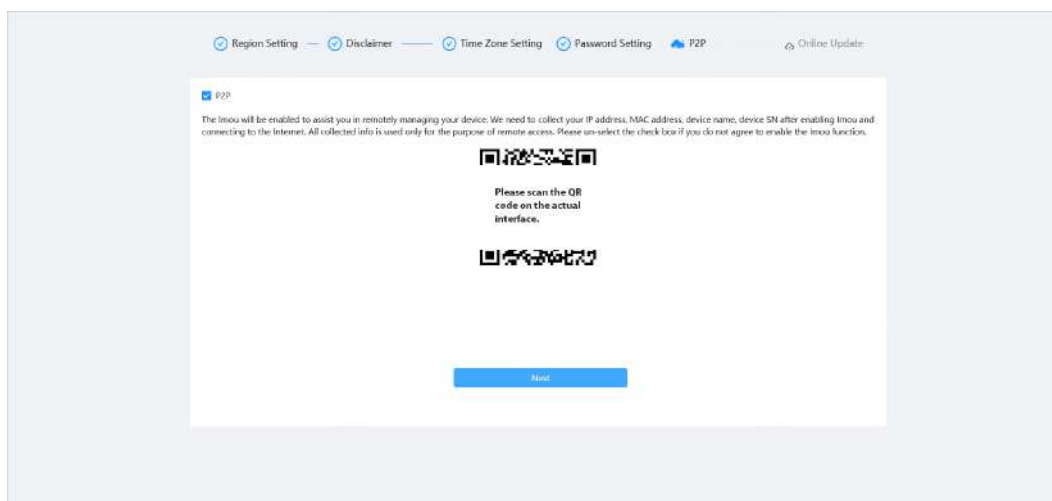 Region Setting
Disclaimer
Time Zone Setting
Password Setting
P2P
Online Update
P2P
The Imou will be enabled to assist you in remotely managing your device. We need to collect your IP address, MAC address, device name, device SN after enabling Imou and
connecting to the Internet. All collected info is used only for the purpose of remote access. Please un-select the check box if you do not agree to enable the Imou function.
Please scan the QR
code on the actual
interface.
Next